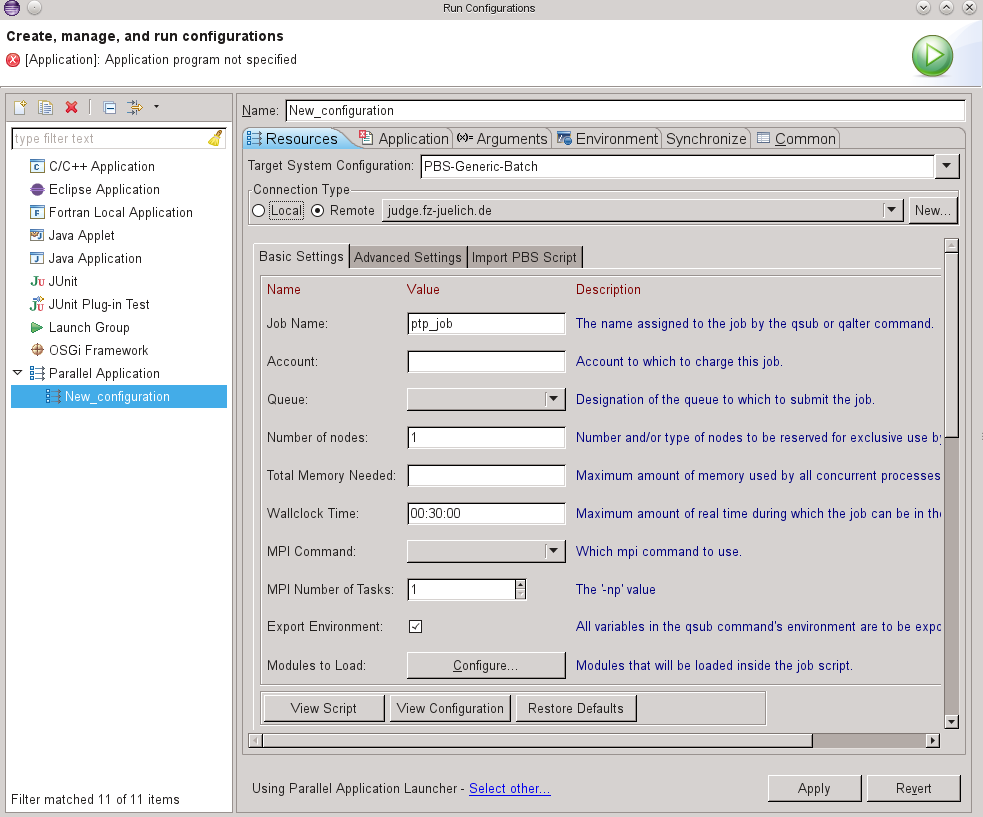 Run Configurations
Create, manage, and run configurations
[Application]: Application program not specified
type filter text
C/C++ Application
Eclipse Application
Fortran Local Application
Java Applet
Java Application
JUnit
JUnit Plug-in Test
Launch Group
OSGi Framework
Parallel Application
New_configuration
Filter matched 11 of 11 items
Name: New_configuration
Resources Application (x)= Arguments Environment Synchronize Common
Target System Configuration: PBS-Generic-Batch
Connection Type
Local Remote judge.fz-juelich.de New...
Basic Settings Advanced Settings Import PBS Script
Name Value Description
Job Name: ptp_job The name assigned to the job by the qsub or qalter command.
Account: Account to which to charge this job.
Queue: Designation of the queue to which to submit the job.
Number of nodes: 1 Number and/or type of nodes to be reserved for exclusive use by
Total Memory Needed: Maximum amount of memory used by all concurrent processes
Wallclock Time: 00:30:00 Maximum amount of real time during which the job can be in the
MPI Command: Which mpi command to use.
MPI Number of Tasks: 1 The '-np' value
Export Environment: All variables in the qsub command's environment are to be expo
Modules to Load: Configure... Modules that will be loaded inside the job script.
View Script View Configuration Restore Defaults
Using Parallel Application Launcher - Select other...
Apply Revert